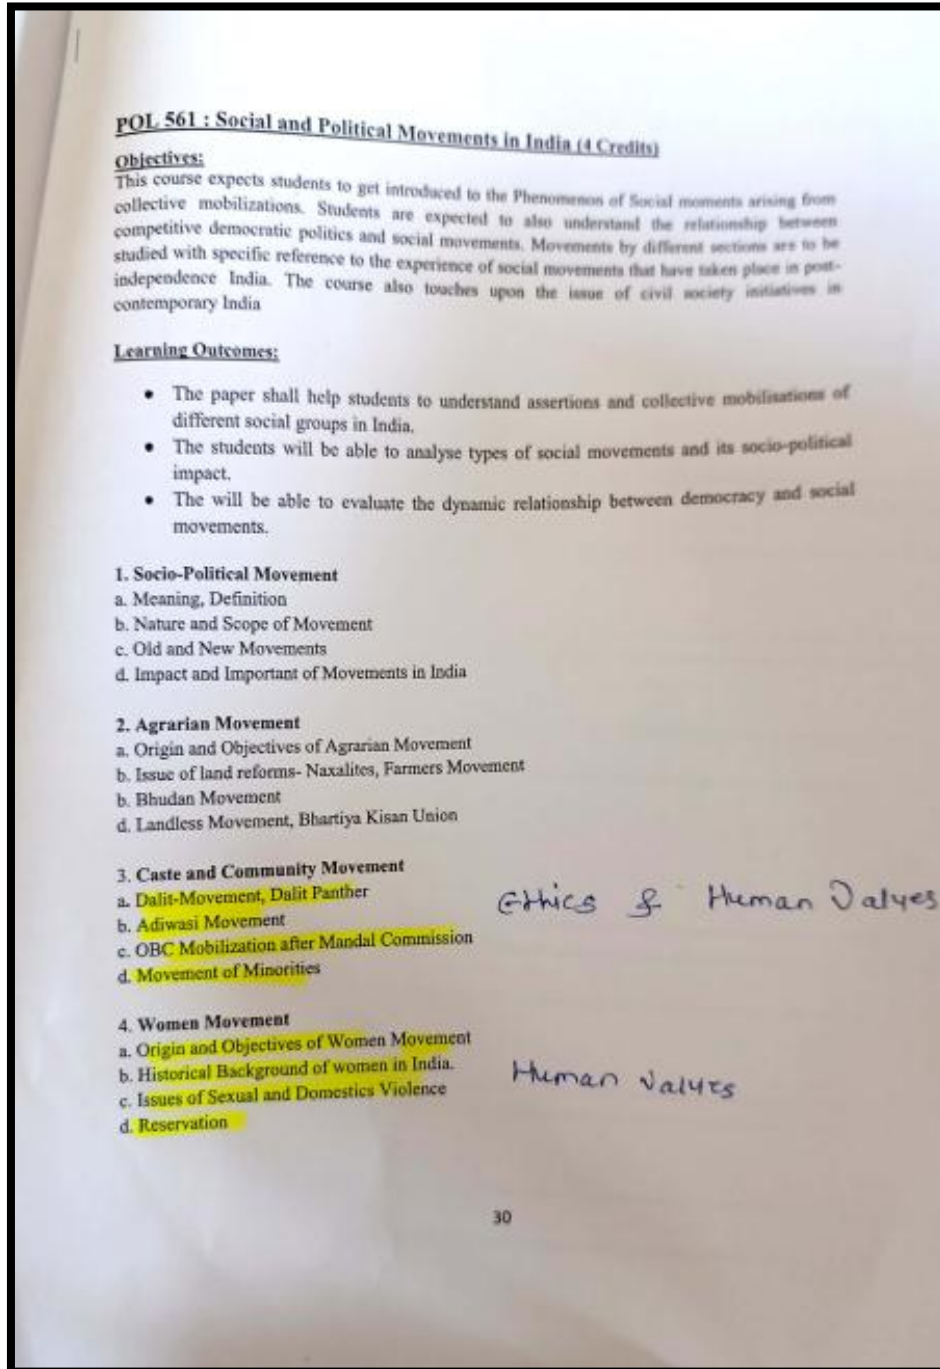 POL 561 : Social and Political Movements in India (4 Credits)
Objectives:
This course expects students to get introduced to the Phenomenon of Social moments arising from
collective mobilizations. Students are expected to also understand the relationship between
competitive democratic politics and social movements. Movements by different sections are to be
studied with specific reference to the experience of social movements that have taken place in post-
independence India. The course also touches upon the issue of civil society initiatives in
contemporary India
Learning Outcomes:
• The paper shall help students to understand assertions and collective mobilisations of
different social groups in India.
• The students will be able to analyse types of social movements and its socio-political
impact.
• The will be able to evaluate the dynamic relationship between democracy and social
movements.
1. Socio-Political Movement
a. Meaning, Definition
b. Nature and Scope of Movement
c. Old and New Movements
d. Impact and Important of Movements in India
2. Agrarian Movement
a. Origin and Objectives of Agrarian Movement
b. Issue of land reforms- Naxalites, Farmers Movement
b. Bhudan Movement
d. Landless Movement, Bhartiya Kisan Union
3. Caste and Community Movement
a. Dalit-Movement, Dalit Panther
Ethics & Human Values
b. Adiwasi Movement
c. OBC Mobilization after Mandal Commission
d. Movement of Minorities
4. Women Movement
a. Origin and Objectives of Women Movement
b. Historical Background of women in India.
Human Values
c. Issues of Sexual and Domestics Violence
d. Reservation
30